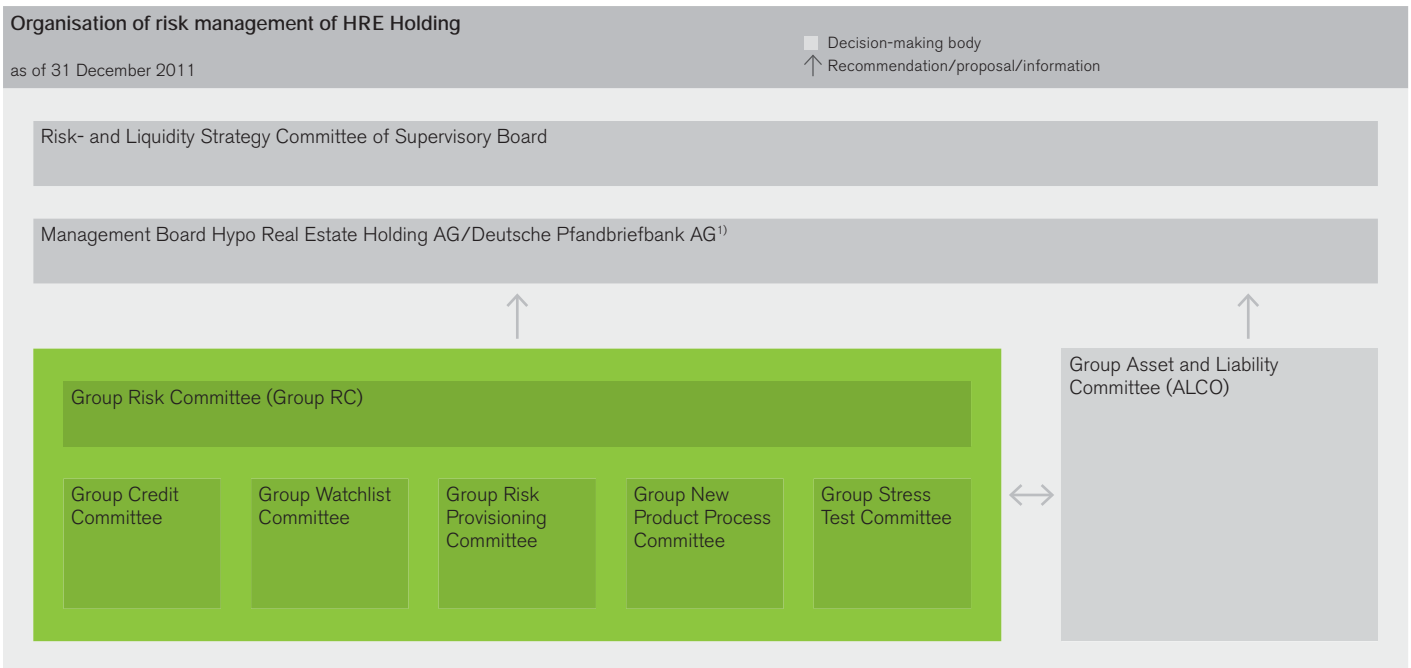 Organisation of risk management of HRE Holding
as of 31 December 2011
Decision-making body
Recommendation/proposal/information
Risk- and Liquidity Strategy Committee of Supervisory Board
Management Board Hypo Real Estate Holding AG/Deutsche Pfandbriefbank AG1)
Group Risk Committee (Group RC)
Group Credit
Committee
Group Watchlist
Committee
Group Risk
Provisioning
Committee
Group New
Product Process
Committee
Group Stress
Test Committee
Group Asset and Liability
Committee (ALCO)